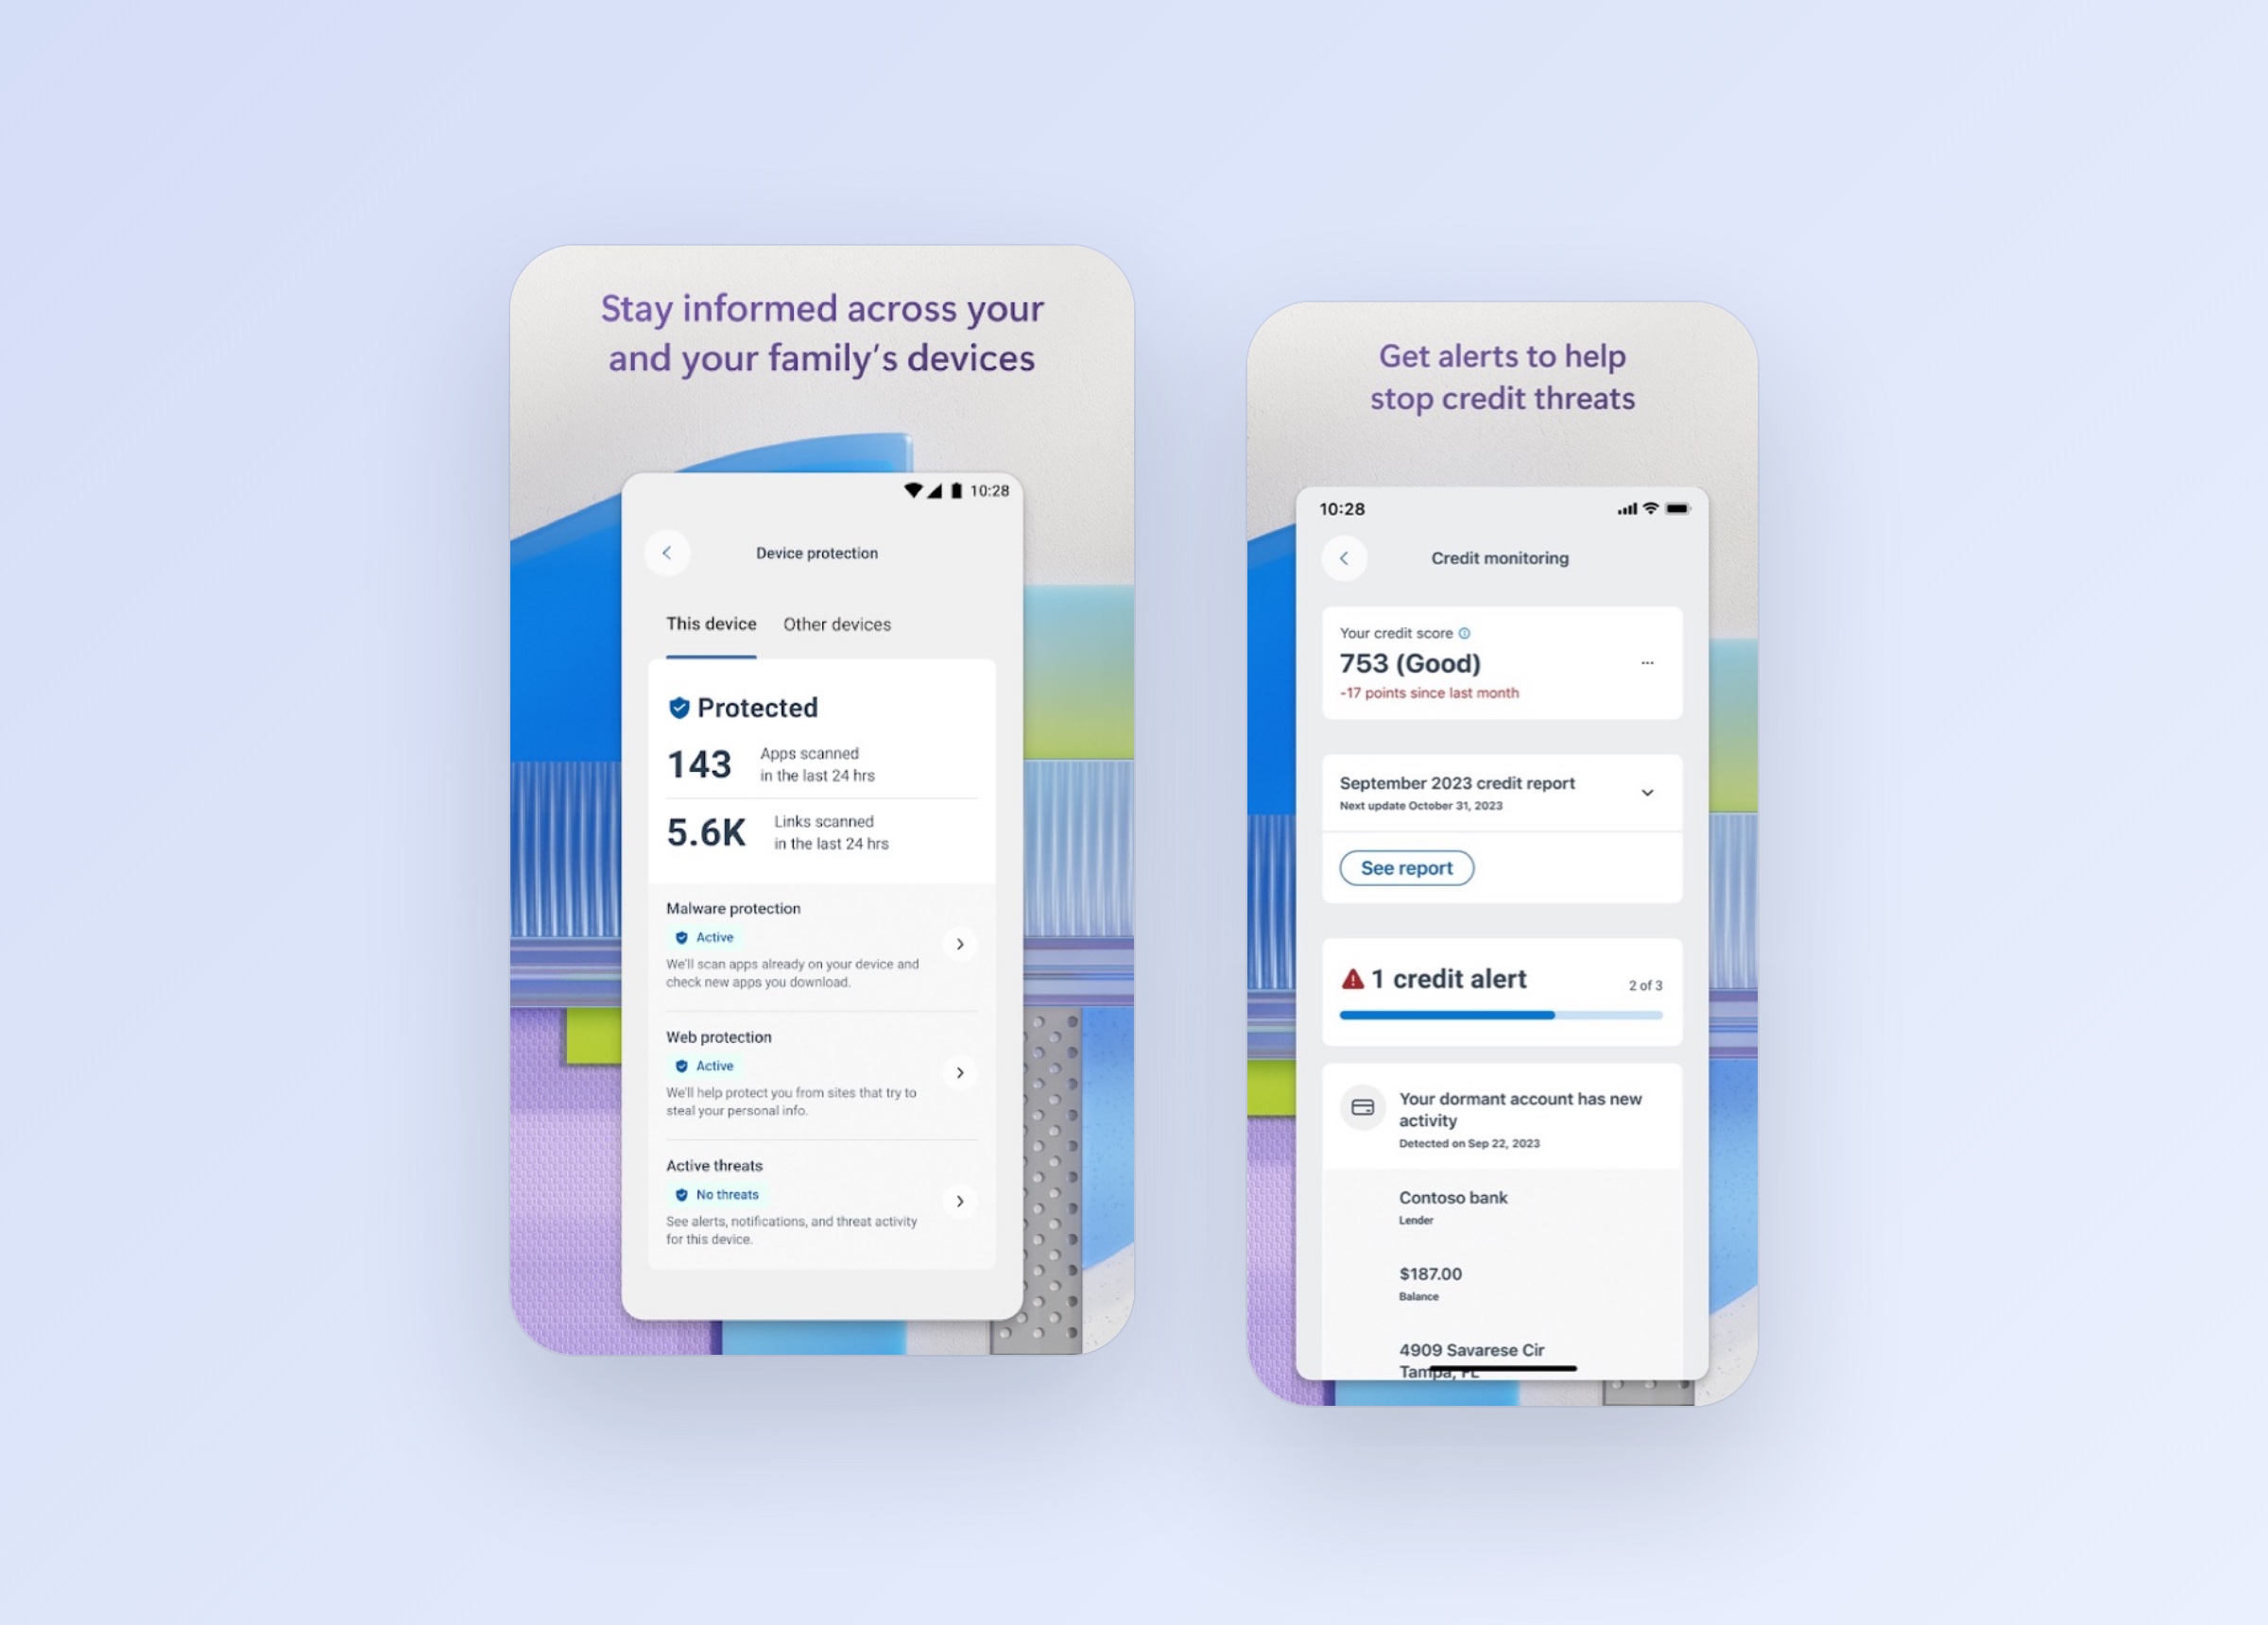 Stay informed across your
and your family's devices
10:28
Device protection
This device Other devices
Protected
143 Apps scanned
in the last 24 hrs
5.6K Links scanned
in the last 24 hrs
Malware protection
Active
We'll scan apps already on your device and
check new apps you download.
Web protection
Active
We'll help protect you from sites that try to
steal your personal info.
Active threats
No threats
See alerts, notifications, and threat activity
for this device.
Get alerts to help
stop credit threats
10:28
Credit monitoring
Your credit score
753 (Good)
-17 points since last month
September 2023 credit report
Next update October 31, 2023
See report
1 credit alert 2 of 3
Your dormant account has new
activity
Detected on Sep 22, 2023
Contoso bank
Lender
$187.00
Balance
4909 Savarese Cir
Tampa, FL